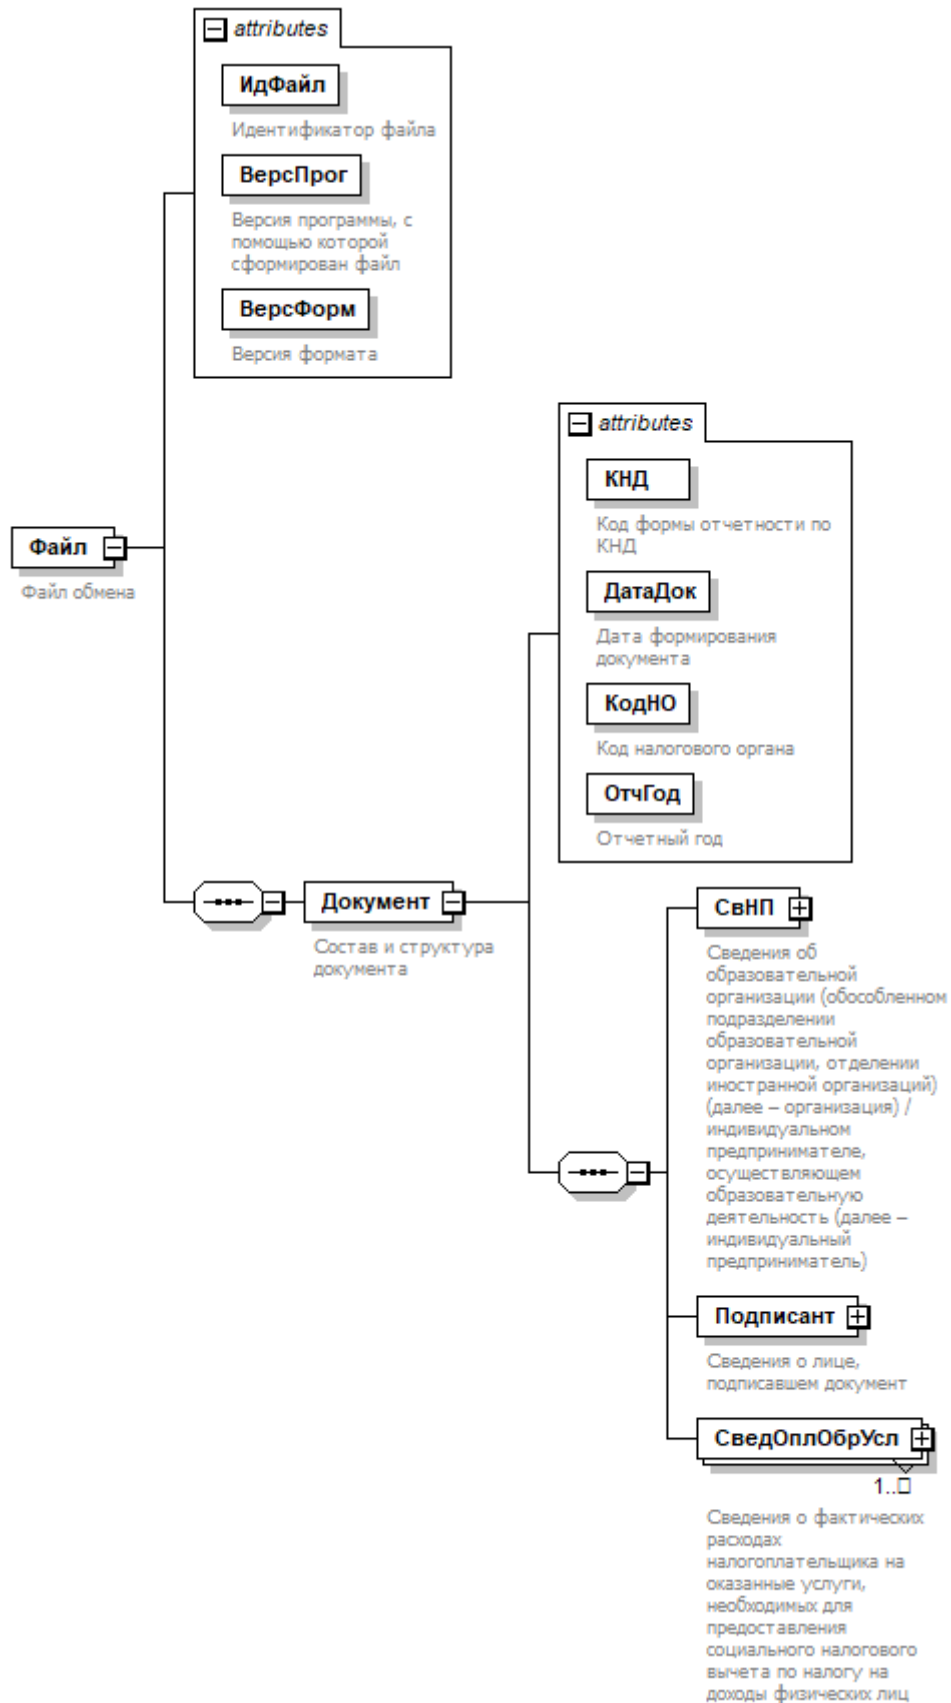 attributes
ИдФайл
Идентификатор файла
ВерсПрог
Версия программы, с
помощью которой
сформирован файл
ВерсФорм
Версия формата
attributes
КНД
Код формы отчетности по
КНД
ДатаДок
Дата формирования
документа
КодНО
Код налогового органа
ОтчГод
Отчетный год
Файл
Файл обмена
Документ
Состав и структура
документа
СвНП
Сведения об
образовательной
организации (обособленном
подразделении
образовательной
организации, отделении
иностранной организаций)
(далее – организация) /
индивидуальном
предпринимателе,
осуществляющем
образовательную
деятельность (далее –
индивидуальный
предприниматель)
Подписант
Сведения о лице,
подписавшем документ
СведОплОбрУсл
1..□
Сведения о фактических
расходах
налогоплательщика на
оказанные услуги,
необходимых для
предоставления
социального налогового
вычета по налогу на
доходы физических лиц